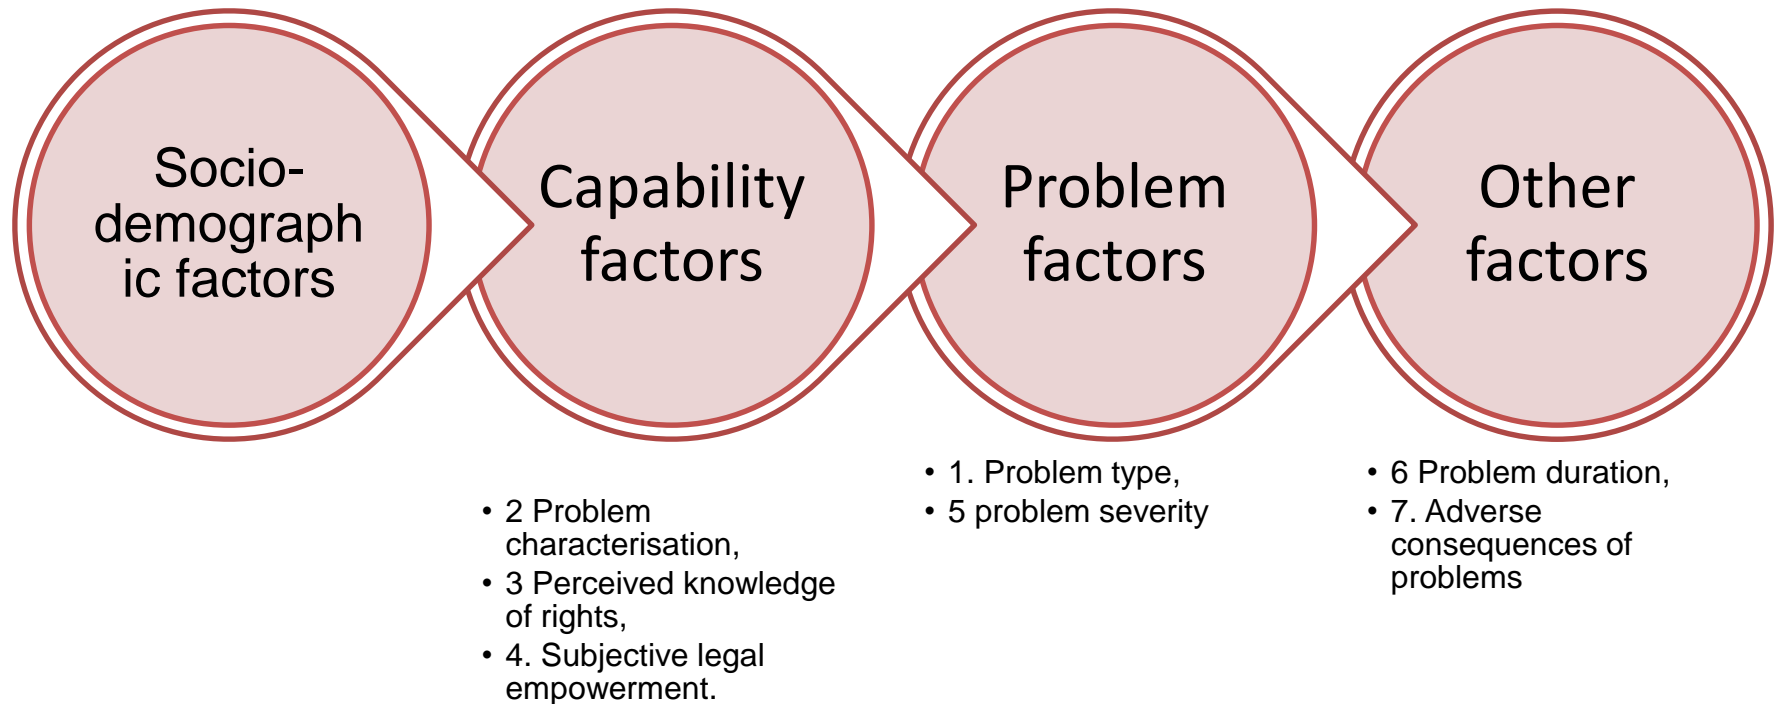 Socio-
demograph
ic factors
Capability
factors
• 2 Problem
characterisation,
• 3 Perceived knowledge
of rights,
• 4. Subjective legal
empowerment.
Problem
factors
• 1. Problem type,
• 5 problem severity
Other
factors
• 6 Problem duration,
• 7. Adverse
consequences of
problems